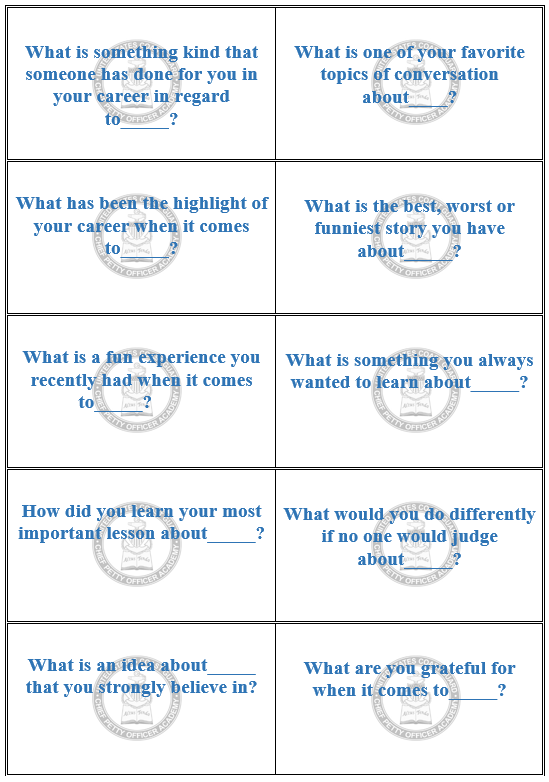 What is something kind that
someone has done for you in
your career in regard
to_____?
What is one of your favorite
topics of conversation
about____?
What has been the highlight of
your career when it comes
to_____?
What is the best, worst or
funniest story you have
about_____?
What is a fun experience you
recently had when it comes
to_____?
What is something you always
wanted to learn about_____?
How did you learn your most
important lesson about_____?
What would you do differently
if no one would judge
about_____?
What is an idea about_____
that you strongly believe in?
What are you grateful for
when it comes to_____?